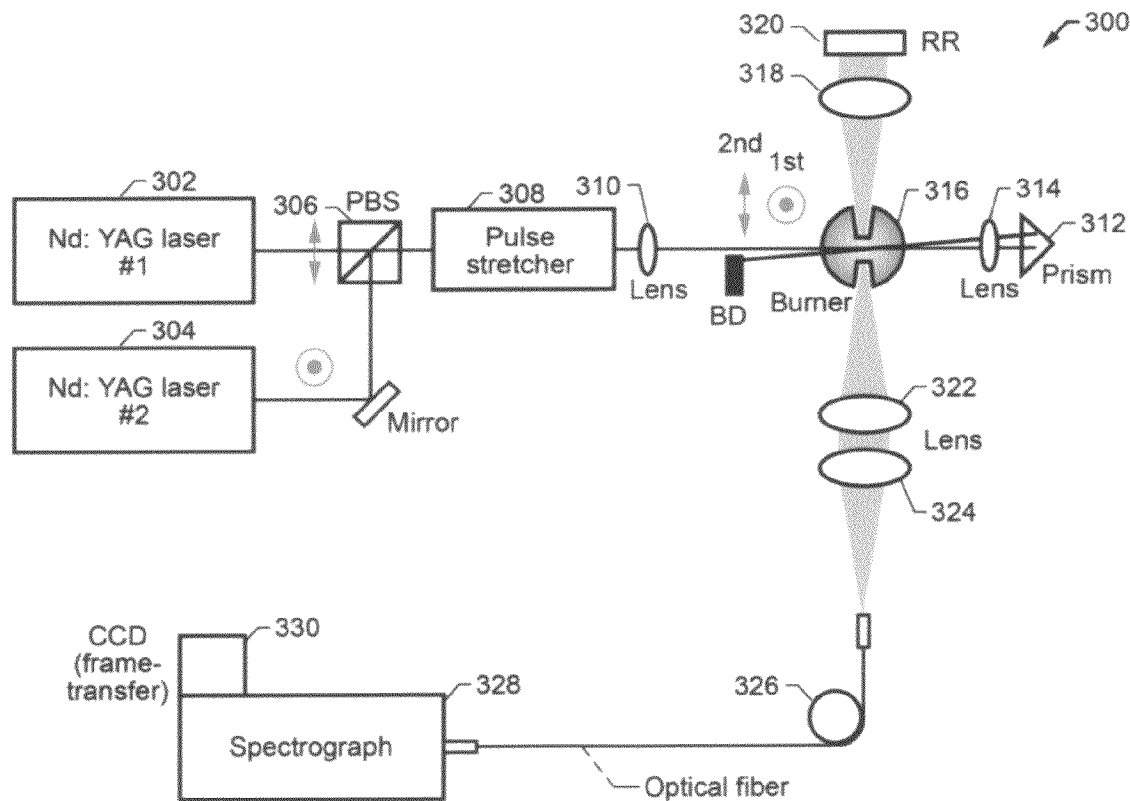 320
RR
300
318
2nd
1st
302
306
PBS
308
310
316
314
312
Nd: YAG laser
#1
Pulse
stretcher
Lens
BD
Burner
Lens
Prism
304
Nd: YAG laser
#2
Mirror
322
Lens
324
CCD
(frame-
transfer)
330
328
326
Spectrograph
Optical fiber